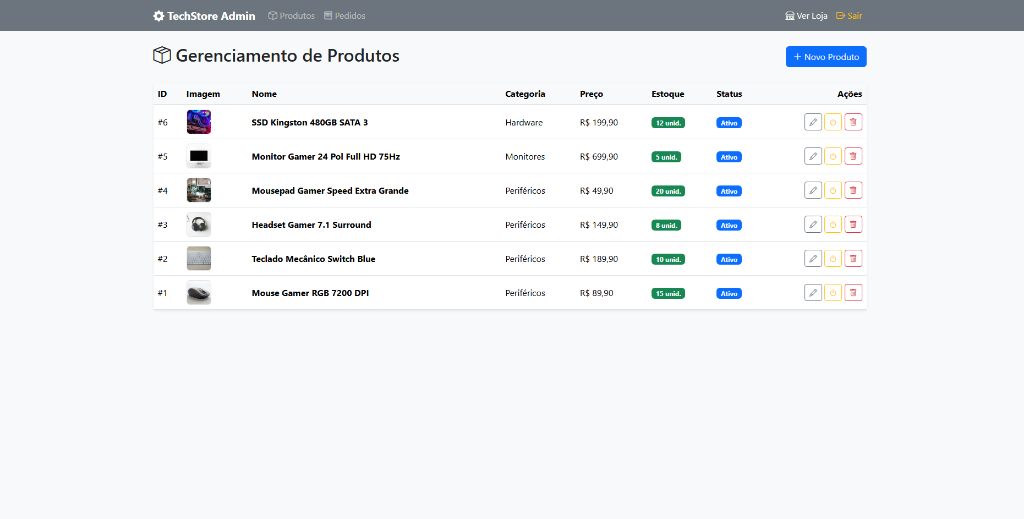 TechStore Admin Produtos Pedidos Ver Loja Sair
Gerenciamento de Produtos Novo Produto
ID Imagem Nome Categoria Preço Estoque Status Ações
#6 SSD Kingston 480GB SATA 3 Hardware R$ 199,90 12 unid. Ativo
#5 Monitor Gamer 24 Pol Full HD 75Hz Monitores R$ 699,90 5 unid. Ativo
#4 Mousepad Gamer Speed Extra Grande Periféricos R$ 49,90 20 unid. Ativo
#3 Headset Gamer 7.1 Surround Periféricos R$ 149,90 8 unid. Ativo
#2 Teclado Mecânico Switch Blue Periféricos R$ 189,90 10 unid. Ativo
#1 Mouse Gamer RGB 7200 DPI Periféricos R$ 89,90 15 unid. Ativo